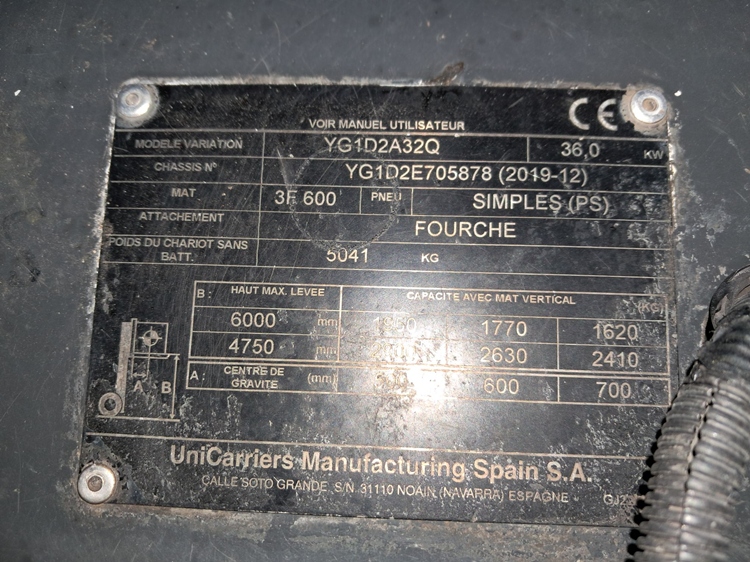 CE
VOIR MANUEL UTILISATEUR
MODELE VARIATION YG1D2A32Q 36,0 KW
CHASSIS Nº YG1D2E705878 (2019-12)
MAT 3F 600 PNEU SIMPLES (PS)
ATTACHEMENT FOURCHE
POIDS DU CHARIOT SANS
BATT. 5041 KG
B : HAUT MAX. LEVEE CAPACITE AVEC MAT VERTICAL (KG)
6000 mm 1770 1620
4750 mm 2630 2410
A : CENTRE DE
GRAVITE (mm) 600 700
A B
UniCarriers Manufacturing Spain S.A.
CALLE SOTO GRANDE, S/N 31110 NOAIN (NAVARRA) ESPAGNE